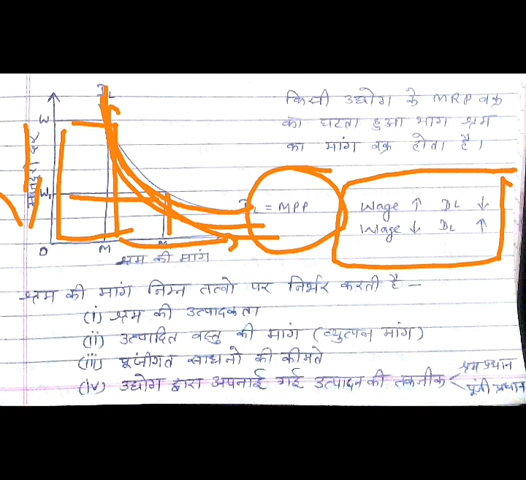 DL
किसी उद्योग के MRP वक्र
का घटता हुआ भाग श्रम
का मांग वक्र होता है।
W
W₁
DL = MPP
Wage ↑ DL ↓
Wage ↓ DL ↑
O M M₁
श्रम की मांग
श्रम की मांग निम्न तत्वो पर निर्भर करती है –
(i) श्रम की उत्पादकता
(ii) उत्पादित वस्तु की मांग (व्युत्पन्न मांग)
(iii) पूंजीगत साधनो की कीमते
(iv) उद्योग द्वारा अपनाई गई उत्पादन की तकनीक
श्रम प्रधान
पूंजी प्रधान